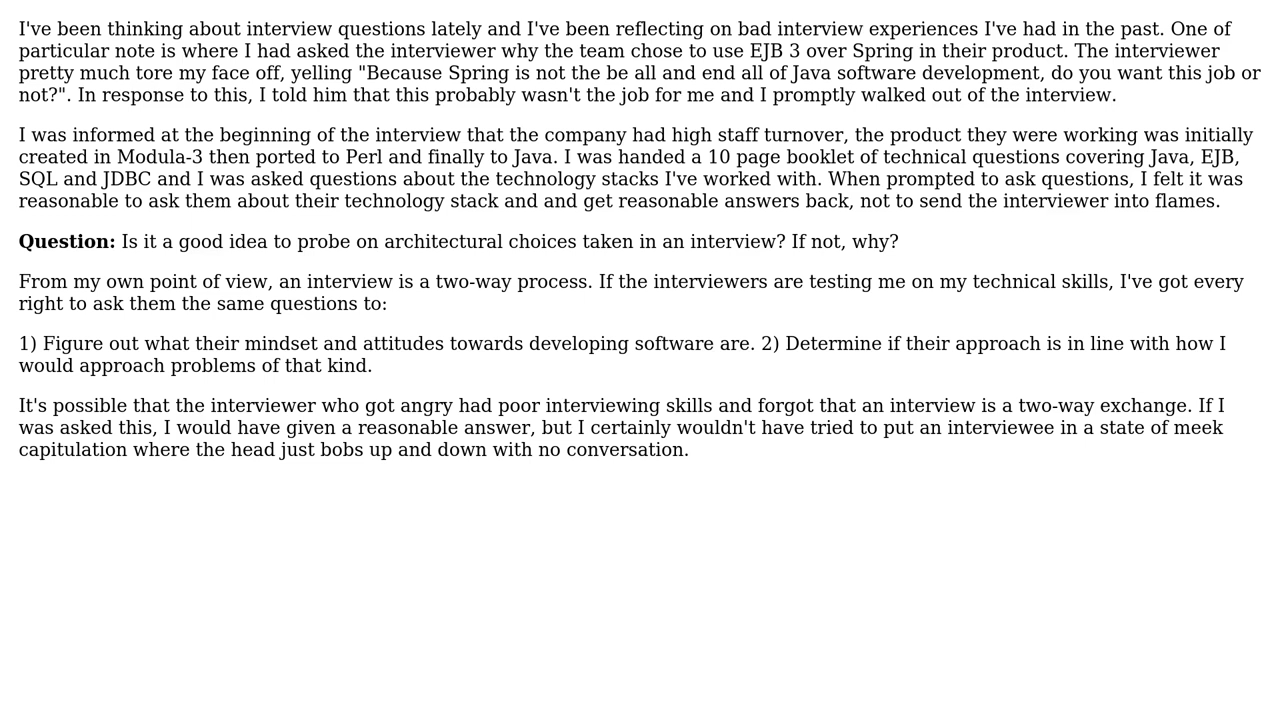 I've been thinking about interview questions lately and I've been reflecting on bad interview experiences I've had in the past. One of
particular note is where I had asked the interviewer why the team chose to use EJB 3 over Spring in their product. The interviewer
pretty much tore my face off, yelling "Because Spring is not the be all and end all of Java software development, do you want this job or
not?". In response to this, I told him that this probably wasn't the job for me and I promptly walked out of the interview.
I was informed at the beginning of the interview that the company had high staff turnover, the product they were working was initially
created in Modula-3 then ported to Perl and finally to Java. I was handed a 10 page booklet of technical questions covering Java, EJB,
SQL and JDBC and I was asked questions about the technology stacks I've worked with. When prompted to ask questions, I felt it was
reasonable to ask them about their technology stack and and get reasonable answers back, not to send the interviewer into flames.
Question: Is it a good idea to probe on architectural choices taken in an interview? If not, why?
From my own point of view, an interview is a two-way process. If the interviewers are testing me on my technical skills, I've got every
right to ask them the same questions to:
1) Figure out what their mindset and attitudes towards developing software are. 2) Determine if their approach is in line with how I
would approach problems of that kind.
It's possible that the interviewer who got angry had poor interviewing skills and forgot that an interview is a two-way exchange. If I
was asked this, I would have given a reasonable answer, but I certainly wouldn't have tried to put an interviewee in a state of meek
capitulation where the head just bobs up and down with no conversation.